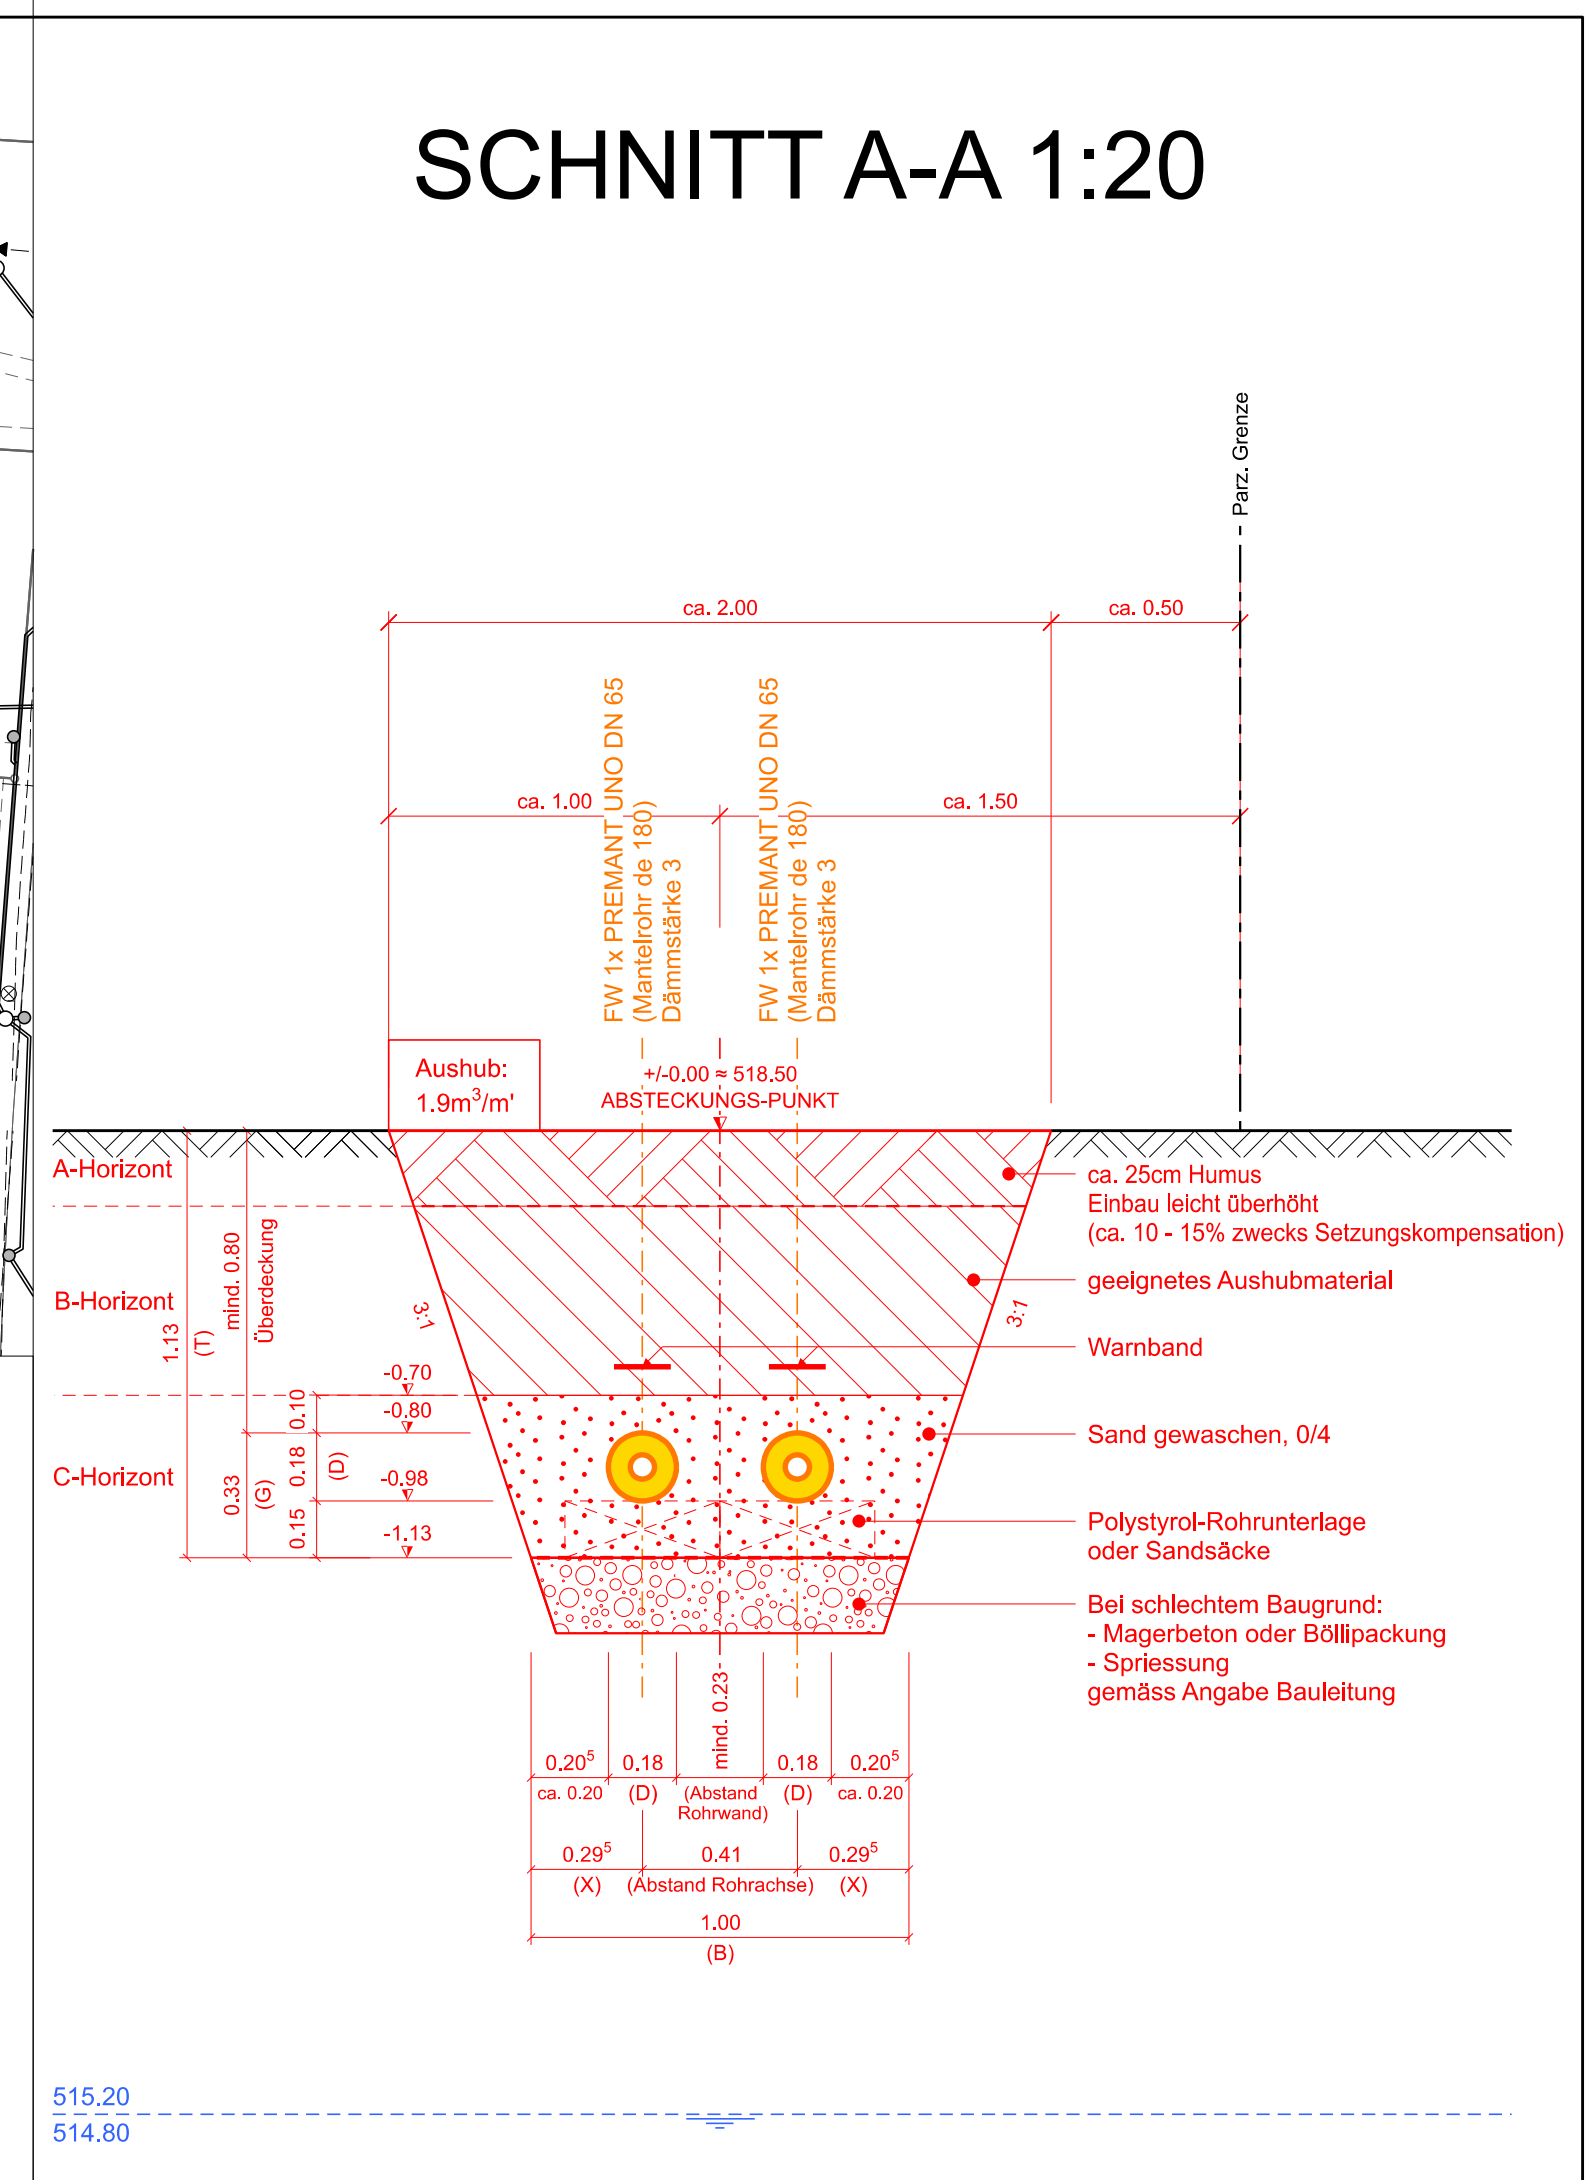 SCHNITT A-A 1:20
Parz. Grenze
ca. 2.00
ca. 0.50
ca. 1.00
ca. 1.50
FW 1x PREMANT UNO DN 65
(Mantelrohr de 180)
Dämmstärke 3
FW 1x PREMANT UNO DN 65
(Mantelrohr de 180)
Dämmstärke 3
Aushub:
1.9m³/m'
+/-0.00 ≈ 518.50
ABSTECKUNGS-PUNKT
A-Horizont
B-Horizont
C-Horizont
1.13
(T)
mind. 0.80
Überdeckung
0.33
(G)
0.10
0.18
(D)
0.15
-0.70
-0.80
-0.98
-1.13
3:1
3:1
ca. 25cm Humus
Einbau leicht überhöht
(ca. 10 - 15% zwecks Setzungskompensation)
geeignetes Aushubmaterial
Warnband
Sand gewaschen, 0/4
Polystyrol-Rohrunterlage
oder Sandsäcke
Bei schlechtem Baugrund:
- Magerbeton oder Böllipackung
- Spriessung
gemäss Angabe Bauleitung
mind. 0.23
0.20⁵
0.18
0.18
0.20⁵
ca. 0.20
(D)
(Abstand
Rohrwand)
(D)
ca. 0.20
0.29⁵
0.41
0.29⁵
(X)
(Abstand Rohrachse)
(X)
1.00
(B)
515.20
514.80